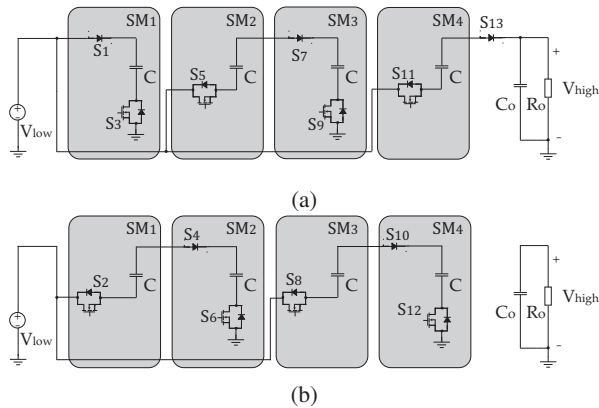 SM1 SM2 SM3 SM4 S13
S1 S5 S7 S11
C C C C
S3 S9
Vlow
Co Ro Vhigh
+
-
(a)
SM1 SM2 SM3 SM4
S4 S10
S2 S8
C C C C
S6 S12
Vlow
Co Ro Vhigh
+
-
(b)